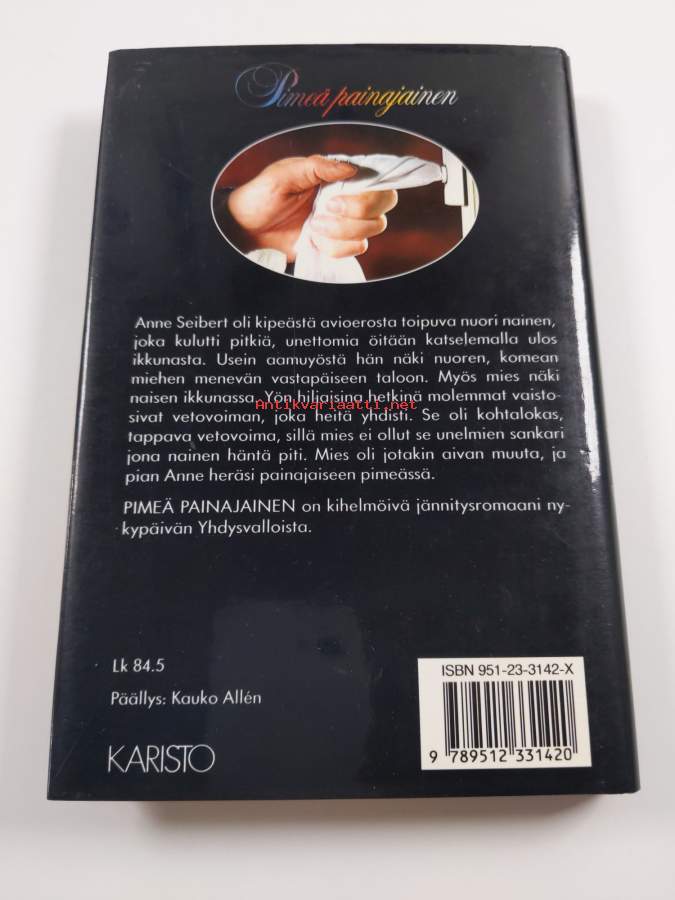 Pimeä painajainen
Anne Seibert oli kipeästä avioerosta toipuva nuori nainen,
joka kulutti pitkiä, unettomia öitään katselemalla ulos
ikkunasta. Usein aamuyöstä hän näki nuoren, komean
miehen menevän vastapäiseen taloon. Myös mies näki
naisen ikkunassa. Yön hiljaisina hetkinä molemmat vaisto-
Antikvariaatti.net
sivat vetovoiman, joka heitä yhdisti. Se oli kohtalokas,
tappava vetovoima, sillä mies ei ollut se unelmien sankari
jona nainen häntä piti. Mies oli jotakin aivan muuta, ja
pian Anne heräsi painajaiseen pimeässä.
PIMEÄ PAINAJAINEN on kihelmöivä jännitysromaani ny-
kypäivän Yhdysvalloista.
Lk 84.5
Päällys: Kauko Allén
KARISTO
ISBN 951-23-3142-X
9 789512 331420